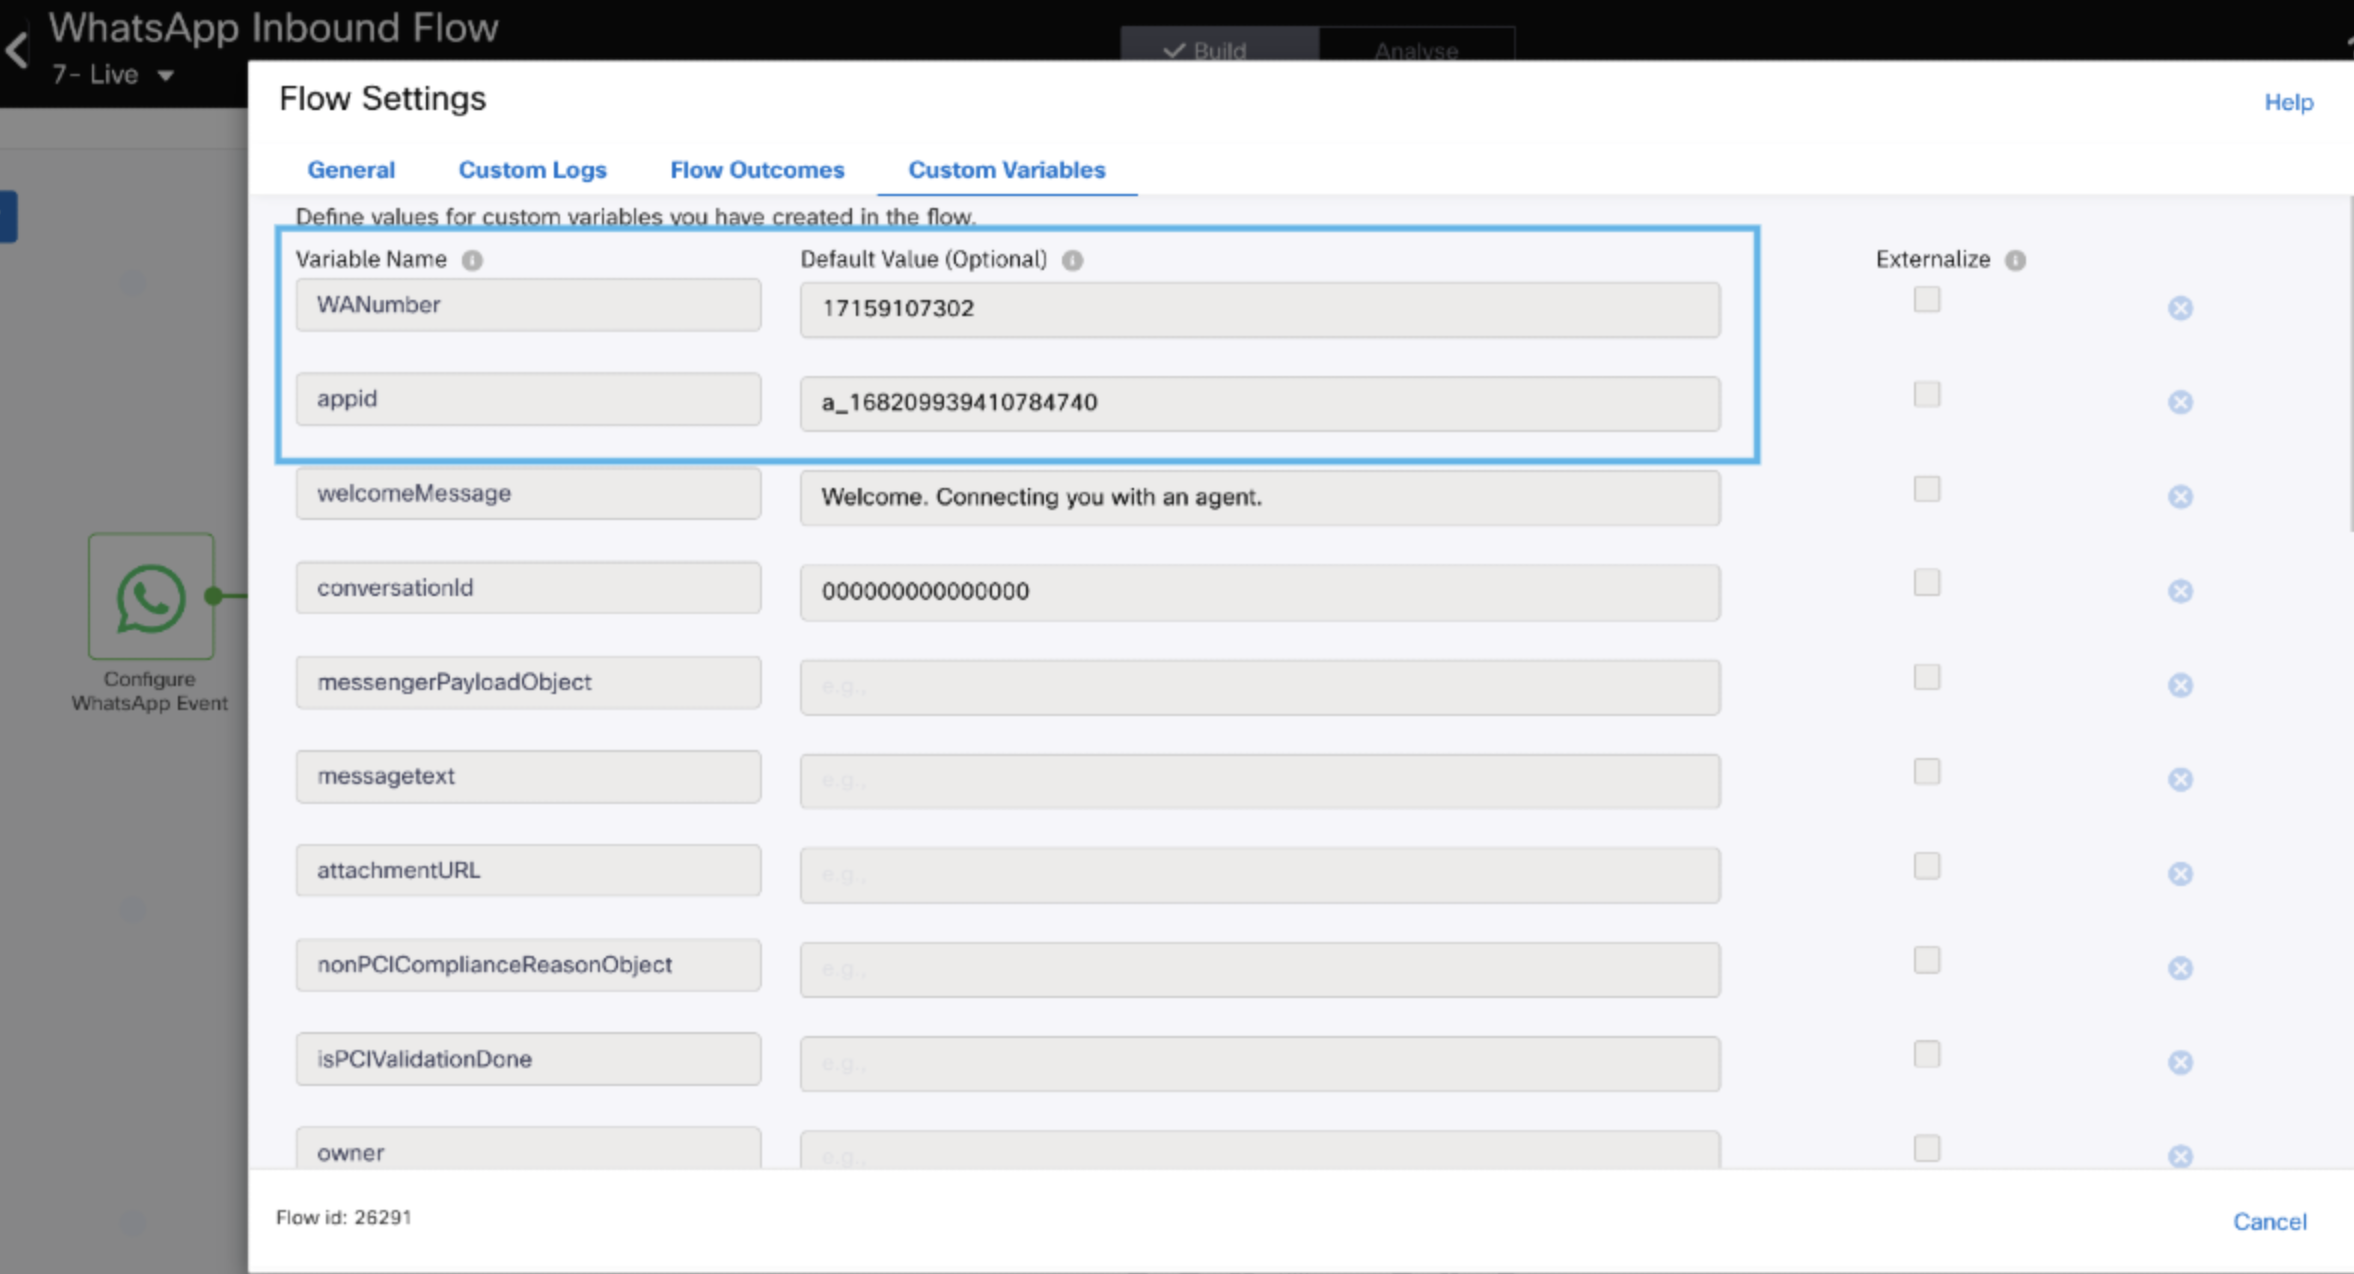 WhatsApp Inbound Flow
7- Live
Build
Analyse
Flow Settings
Help
General
Custom Logs
Flow Outcomes
Custom Variables
Define values for custom variables you have created in the flow.
Variable Name
Default Value (Optional)
Externalize
WANumber
17159107302
appid
a_168209939410784740
welcomeMessage
Welcome. Connecting you with an agent.
conversationId
000000000000000
messengerPayloadObject
e.g.,
messagetext
e.g.,
attachmentURL
e.g.,
nonPCIComplianceReasonObject
e.g.,
isPCIValidationDone
e.g.,
owner
e.g.,
Configure
WhatsApp Event
Flow id: 26291
Cancel